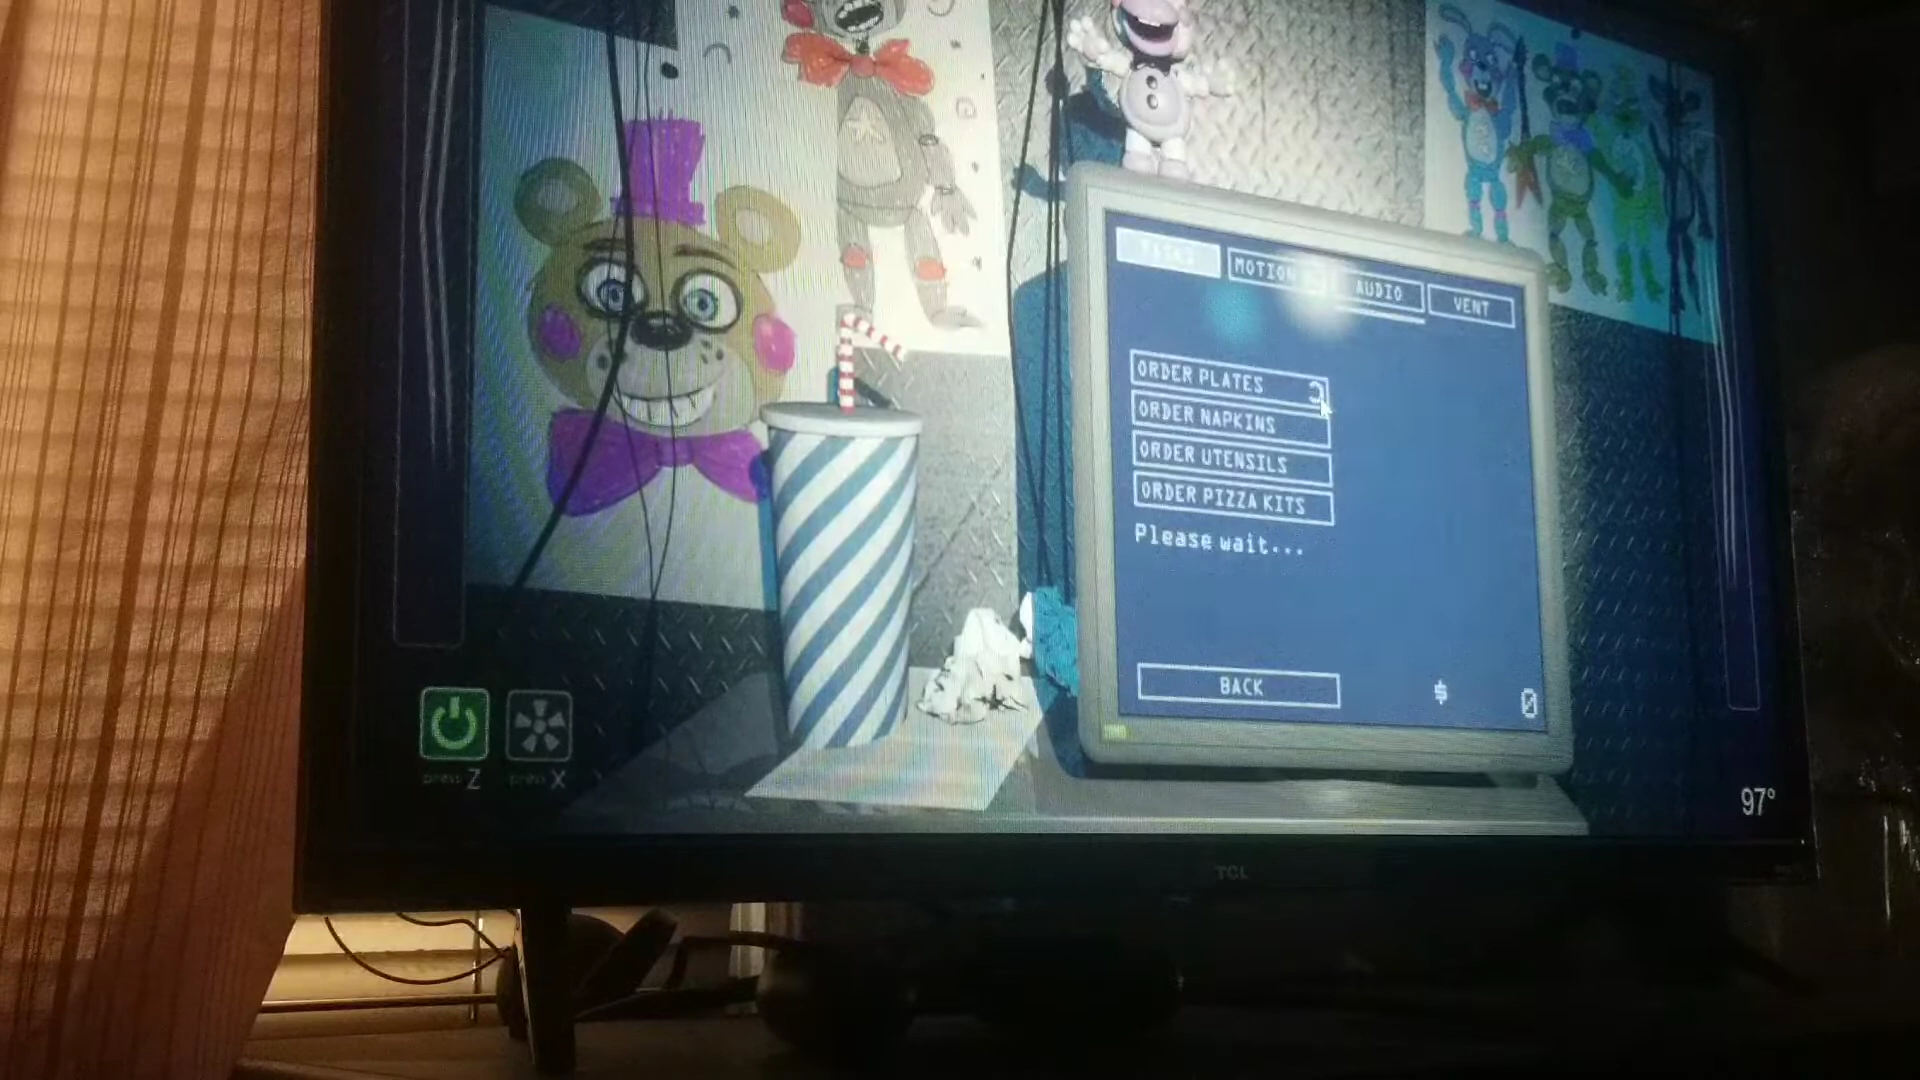 TASKS
MOTION
AUDIO
VENT
ORDER PLATES
ORDER NAPKINS
ORDER UTENSILS
ORDER PIZZA KITS
Please wait...
BACK
$ 0
press Z
press X
97°
TCL